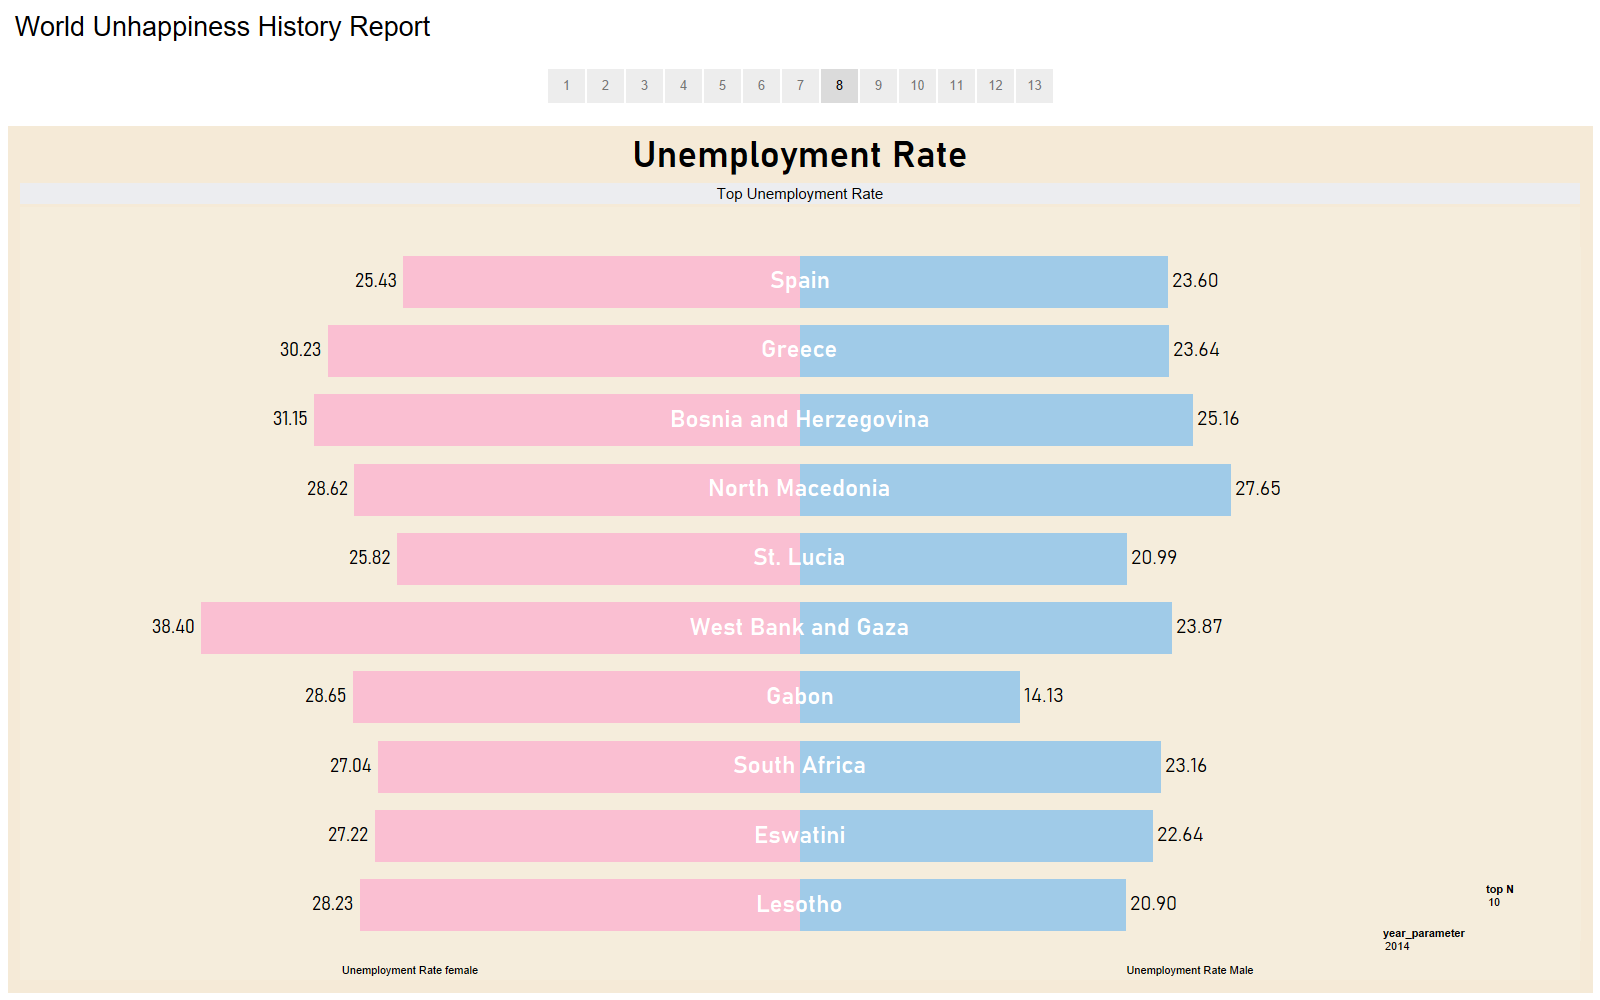 World Unhappiness History Report
1 2 3 4 5 6 7 8 9 10 11 12 13
Unemployment Rate
Top Unemployment Rate
25.43 Spain 23.60
30.23 Greece 23.64
31.15 Bosnia and Herzegovina 25.16
28.62 North Macedonia 27.65
25.82 St. Lucia 20.99
38.40 West Bank and Gaza 23.87
28.65 Gabon 14.13
27.04 South Africa 23.16
27.22 Eswatini 22.64
28.23 Lesotho 20.90
top N
10
year_parameter
2014
Unemployment Rate female Unemployment Rate Male